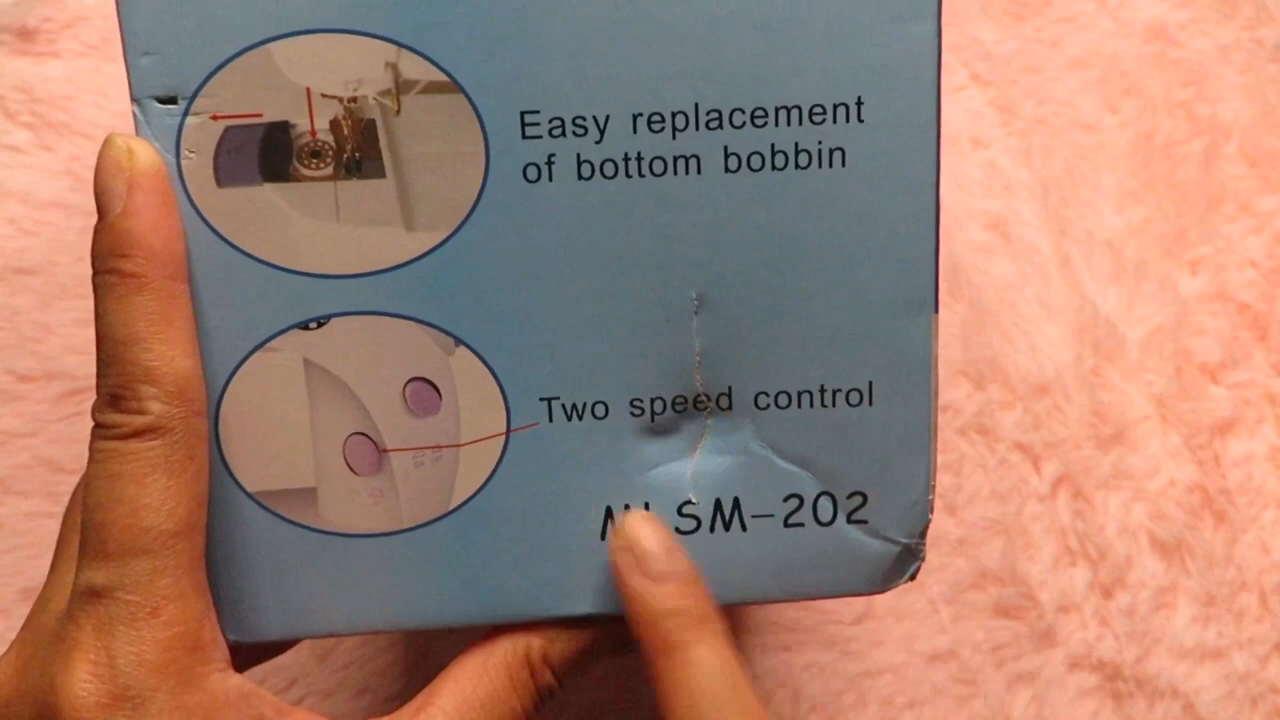 Easy replacement
of bottom bobbin
Two speed control
SM-202